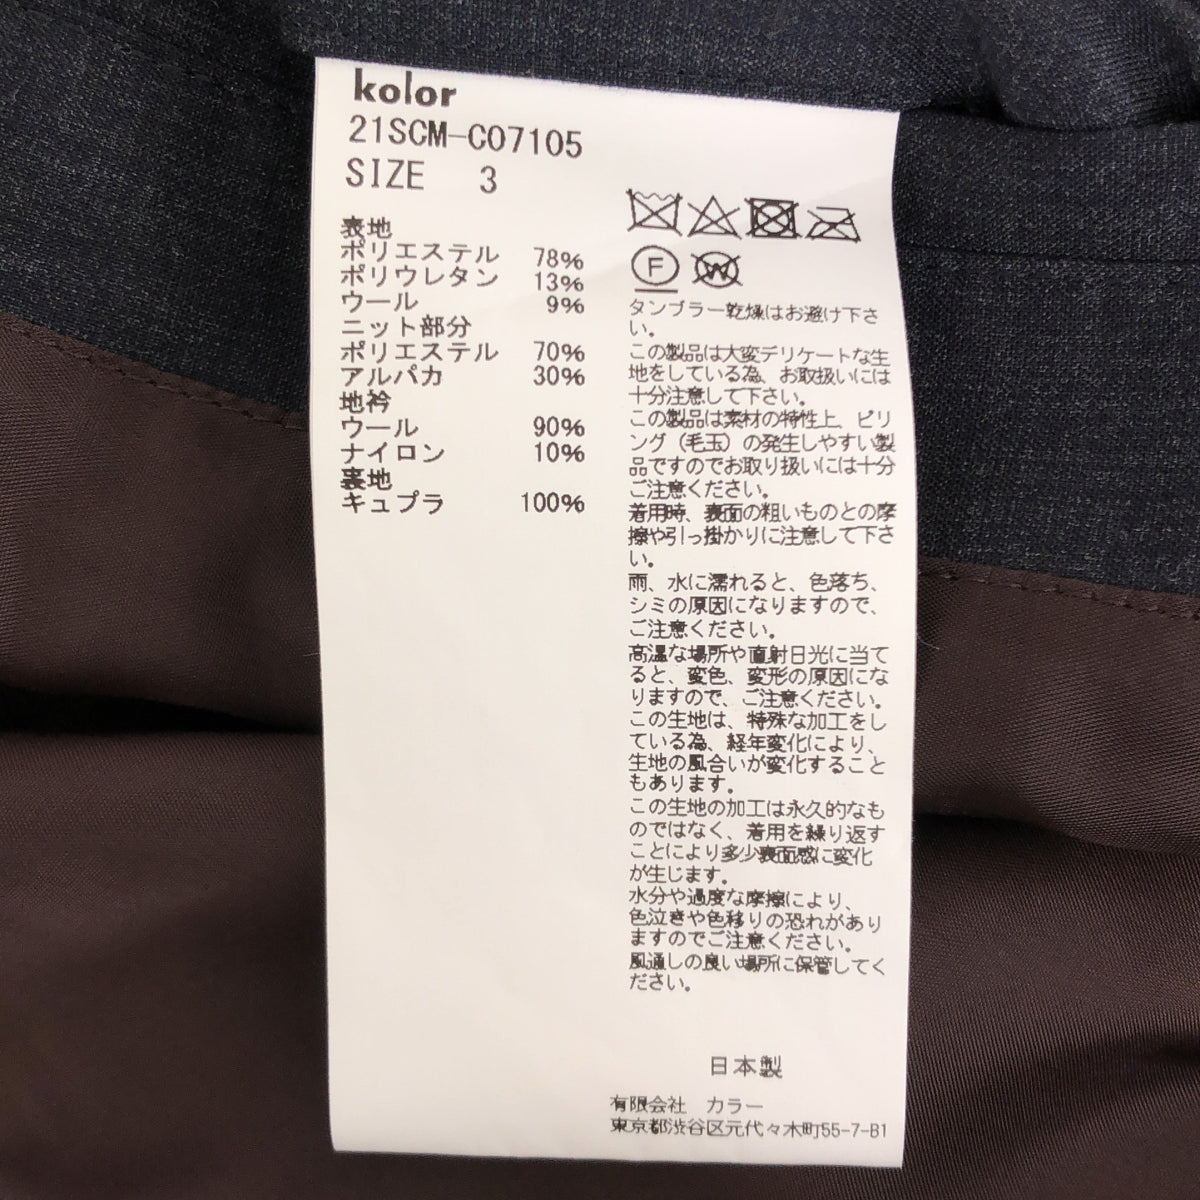 kolor
21SCM-C07105
SIZE 3
表地
ポリエステル 78%
ポリウレタン 13%
ウール 9%
ニット部分
ポリエステル 70%
アルパカ 30%
地衿
ウール 90%
ナイロン 10%
裏地
キュプラ 100%
F W
タンブラー乾燥はお避け下さ
い。
この製品は大変デリケートな生
地をしている為、お取扱いには
十分注意して下さい。
この製品は素材の特性上、ピリ
ング（毛玉）の発生しやすい製
品ですのでお取り扱いには十分
ご注意ください。
着用時、表面の粗いものとの摩
擦や引っ掛かりに注意して下さ
い。
雨、水に濡れると、色落ち、
シミの原因になりますので、
ご注意ください。
高温な場所や直射日光に当て
ると、変色、変形の原因にな
りますので、ご注意ください。
この生地は、特殊な加工をし
ている為、経年変化により、
生地の風合いが変化すること
もあります。
この生地の加工は永久的なも
のではなく、着用を繰り返す
ことにより多少表面感に変化
が生じます。
水分や過度な摩擦により、
色泣きや色移りの恐れがあり
ますのでご注意ください。
風通しの良い場所に保管してく
ださい。
日本製
有限会社 カラー
東京都渋谷区元代々木町55-7-B1